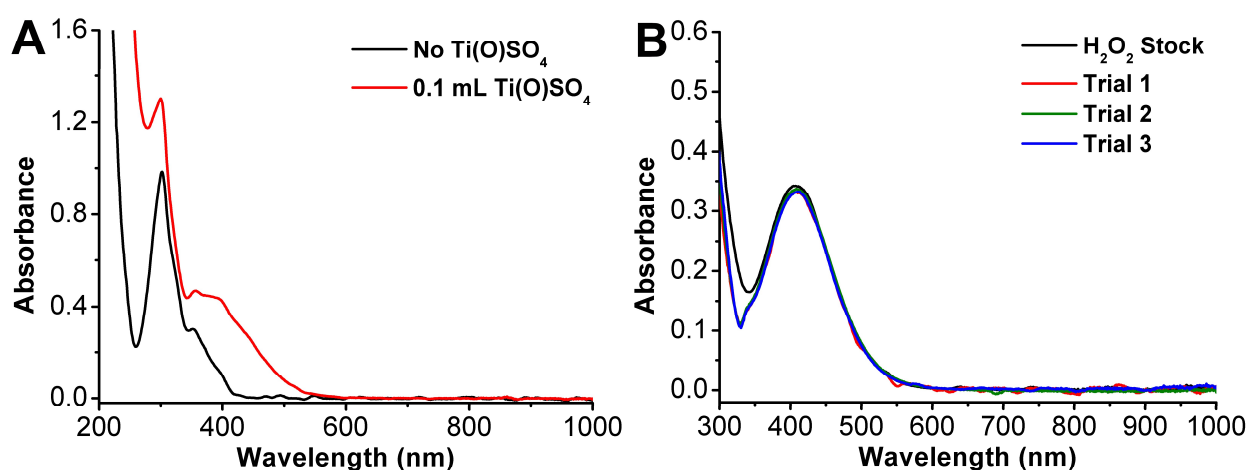 A
1.6
1.2
0.8
0.4
0.0
Absorbance
200
400
600
800
1000
Wavelength (nm)
No Ti(O)SO₄
0.1 mL Ti(O)SO₄
B
0.6
0.5
0.4
0.3
0.2
0.1
0.0
Absorbance
300
400
500
600
700
800
900
1000
Wavelength (nm)
H₂O₂ Stock
Trial 1
Trial 2
Trial 3